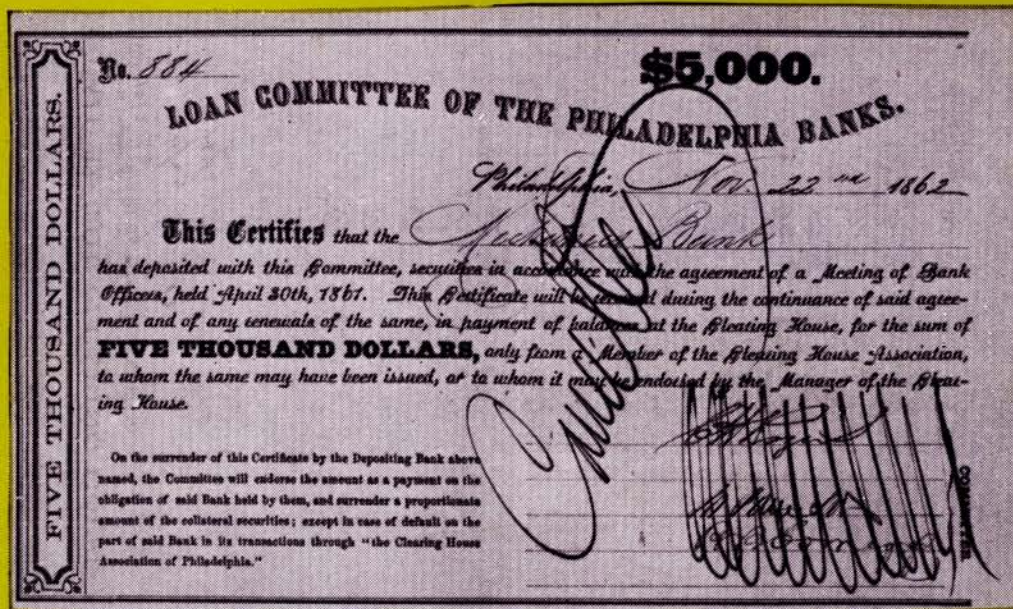 No. 884
$5,000.
LOAN COMMITTEE OF THE PHILADELPHIA BANKS.
Philadelphia, Nov. 22nd 1862
This Certifies that the Mechanics Bank
has deposited with this Committee, securities in accordance with the agreement of a Meeting of Bank
Officers, held April 30th, 1861. This Certificate will be received during the continuance of said agree-
ment and of any renewals of the same, in payment of balances at the Clearing House, for the sum of
FIVE THOUSAND DOLLARS, only from a Member of the Clearing House Association,
to whom the same may have been issued, or to whom it may be endorsed by the Manager of the Clear-
ing House.
On the surrender of this Certificate by the Depositing Bank above
named, the Committee will endorse the amount as a payment on the
obligation of said Bank held by them, and surrender a proportionate
amount of the collateral securities; except in case of default on the
part of said Bank in its transactions through "the Clearing House
Association of Philadelphia."
COMMITTEE
FIVE THOUSAND DOLLARS.